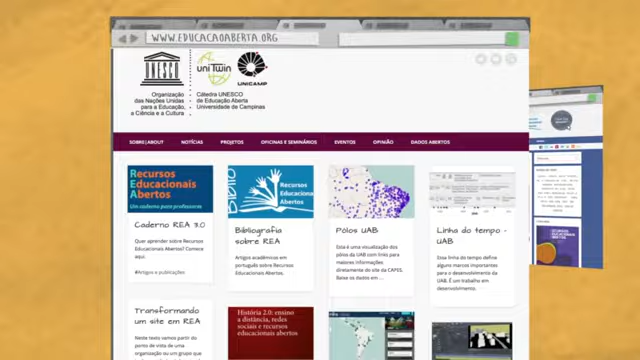 WWW.EDUCACAOABERTA.ORG
UNESCO
uniTwin
UNICAMP
Organização
das Nações Unidas
para a Educação,
a Ciência e a Cultura
Cátedra UNESCO
de Educação Aberta
Universidade de Campinas
SOBRE|ABOUT NOTÍCIAS PROJETOS OFICINAS E SEMINÁRIOS EVENTOS OPINIÃO DADOS ABERTOS
Recursos
Educacionais
Abertos
Um caderno para professores
BIBLIO
Recursos
Educacionais
Abertos
Caderno REA 3.0
Quer aprender sobre Recursos
Educacionais Abertos? Comece
aqui.
#Artigos e publicações
Bibliografia
sobre REA
Artigos acadêmicos em
português sobre Recursos
Educacionais Abertos.
Pólos UAB
Esta é uma visualização dos
pólos da UAB com links para
maiores informações
diretamente do site da CAPES.
Baixe os dados em ...
Linha do tempo -
UAB
Essa linha do tempo define
alguns marcos importantes
para o desenvolvimento da
UAB. É um trabalho em
desenvolvimento.
Transformando
um site em REA
Neste texto vamos partir do
ponto de vista de uma
organização ou um grupo que
História 2.0: ensino
a distância, redes
sociais e recursos
educacionais abertos